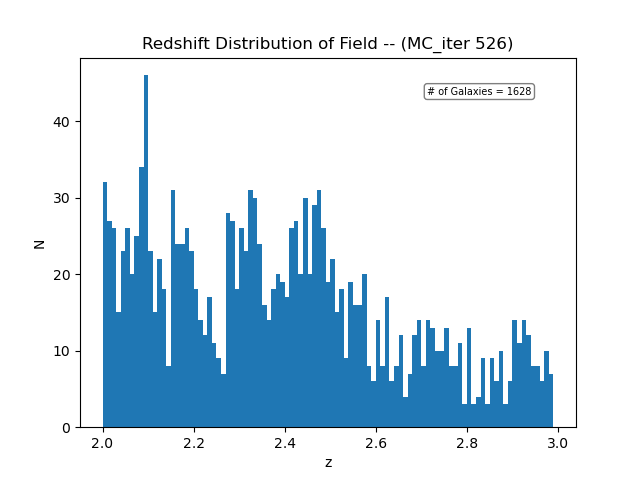 Redshift Distribution of Field -- (MC_iter 526)
# of Galaxies = 1628
N
40
30
20
10
0
2.0 2.2 2.4 2.6 2.8 3.0
z